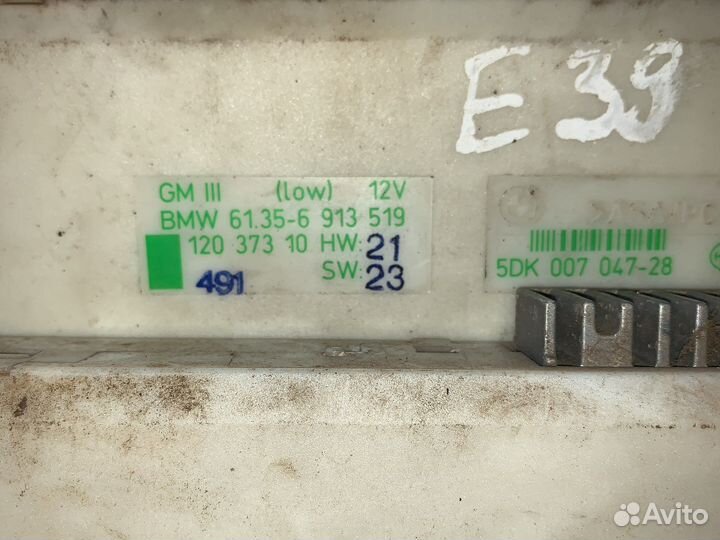 E 39
GM III (low) 12V
BMW 61.35-6 913 519
120 373 10 HW: 21
491 SW: 23
5DK 007 047-28
Avito